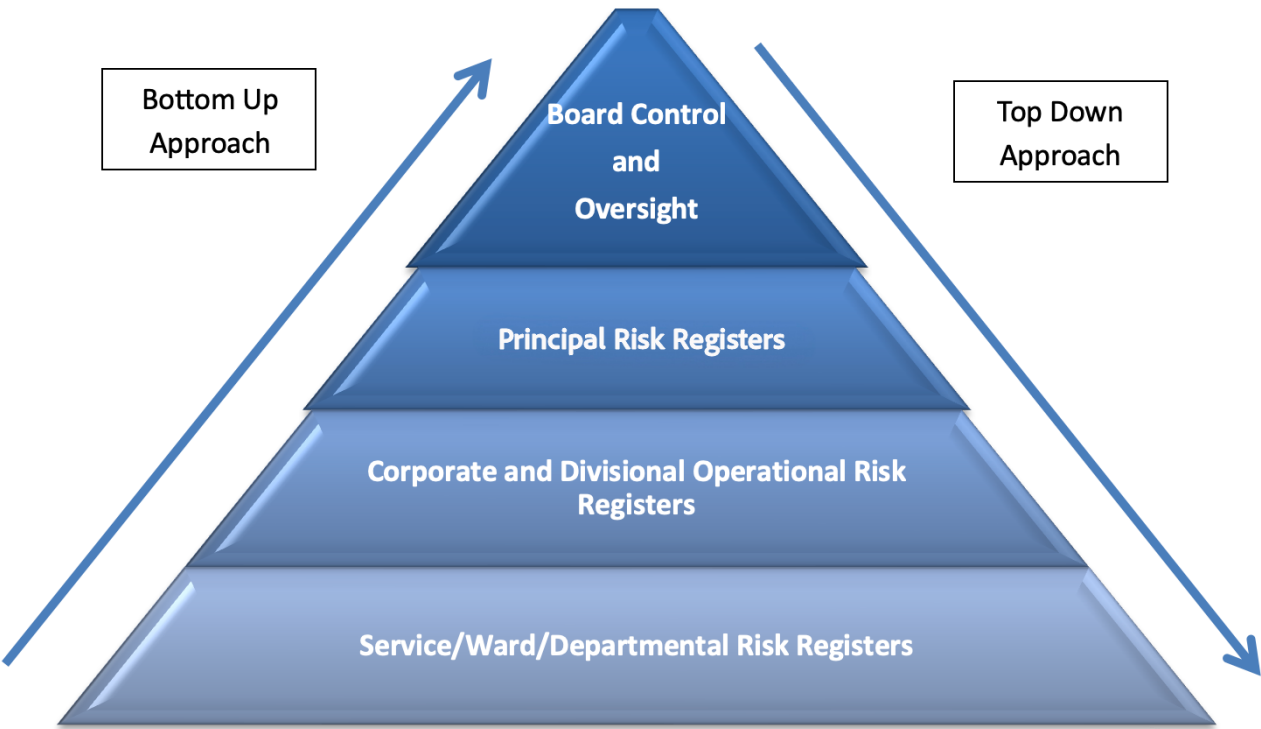 Bottom Up
Approach
Top Down
Approach
Board Control
and
Oversight
Principal Risk Registers
Corporate and Divisional Operational Risk
Registers
Service/Ward/Departmental Risk Registers